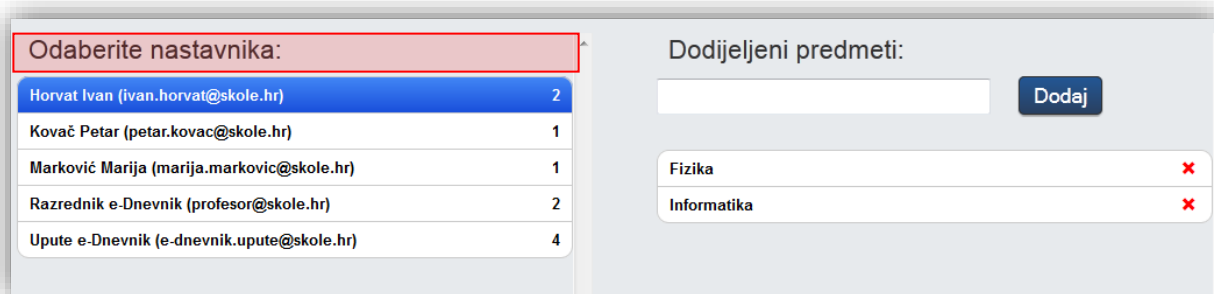 Odaberite nastavnika:
Horvat Ivan (ivan.horvat@skole.hr) 2
Kovač Petar (petar.kovac@skole.hr) 1
Marković Marija (marija.markovic@skole.hr) 1
Razrednik e-Dnevnik (profesor@skole.hr) 2
Upute e-Dnevnik (e-dnevnik.upute@skole.hr) 4
Dodijeljeni predmeti:
Dodaj
Fizika
Informatika